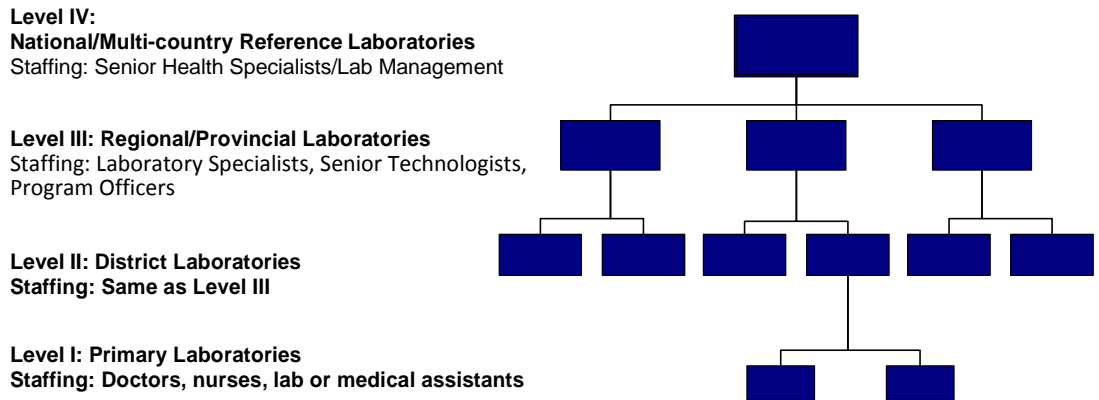 Level IV:
National/Multi-country Reference Laboratories
Staffing: Senior Health Specialists/Lab Management
Level III: Regional/Provincial Laboratories
Staffing: Laboratory Specialists, Senior Technologists,
Program Officers
Level II: District Laboratories
Staffing: Same as Level III
Level I: Primary Laboratories
Staffing: Doctors, nurses, lab or medical assistants